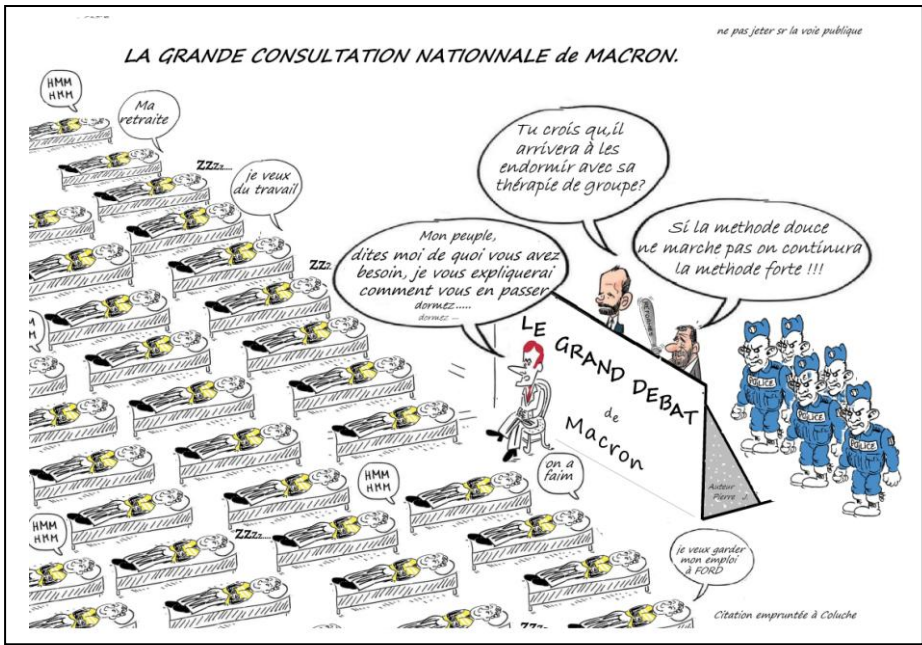 ne pas jeter sr la voie publique
LA GRANDE CONSULTATION NATIONNALE de MACRON.
HMM
HMM
Ma
retraite
ZZZz....
je veux
du travail
Tu crois qu,il
arrivera à les
endormir avec sa
thérapie de groupe?
Si la methode douce
ne marche pas on continura
la methode forte !!!
Mon peuple,
dites moi de quoi vous avez
besoin, je vous expliquerai
comment vous en passer
dormez.....
dormez ...
ZZz
LE
GRAND DEBAT
de
Macron
POLICE
POLICE
POLICE
POLICE
on a
faim
HMM
HMM
HMM
HMM
Auteur
Pierre J.
ZZZz....
je veux garder
mon emploi
à FORD
Citation empruntée à Coluche